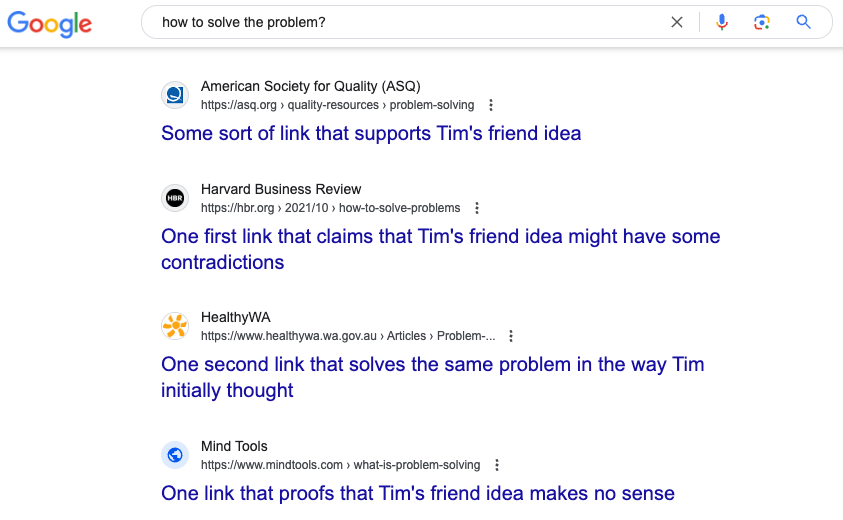 Google
how to solve the problem?
American Society for Quality (ASQ)
https://asq.org › quality-resources › problem-solving
Some sort of link that supports Tim's friend idea
HBR
Harvard Business Review
https://hbr.org › 2021/10 › how-to-solve-problems
One first link that claims that Tim's friend idea might have some
contradictions
HealthyWA
https://www.healthywa.wa.gov.au › Articles › Problem-...
One second link that solves the same problem in the way Tim
initially thought
Mind Tools
https://www.mindtools.com › what-is-problem-solving
One link that proofs that Tim's friend idea makes no sense